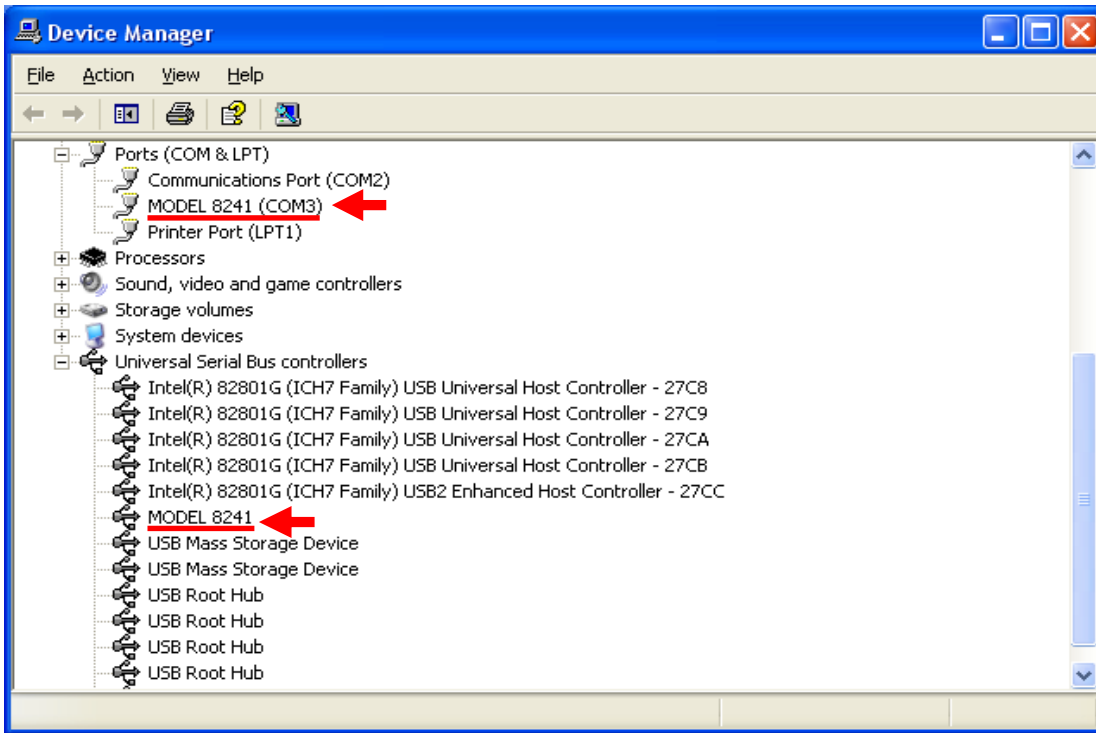 Device Manager
File Action View Help
Ports (COM & LPT)
Communications Port (COM2)
MODEL 8241 (COM3)
Printer Port (LPT1)
Processors
Sound, video and game controllers
Storage volumes
System devices
Universal Serial Bus controllers
Intel(R) 82801G (ICH7 Family) USB Universal Host Controller - 27C8
Intel(R) 82801G (ICH7 Family) USB Universal Host Controller - 27C9
Intel(R) 82801G (ICH7 Family) USB Universal Host Controller - 27CA
Intel(R) 82801G (ICH7 Family) USB Universal Host Controller - 27CB
Intel(R) 82801G (ICH7 Family) USB2 Enhanced Host Controller - 27CC
MODEL 8241
USB Mass Storage Device
USB Mass Storage Device
USB Root Hub
USB Root Hub
USB Root Hub
USB Root Hub